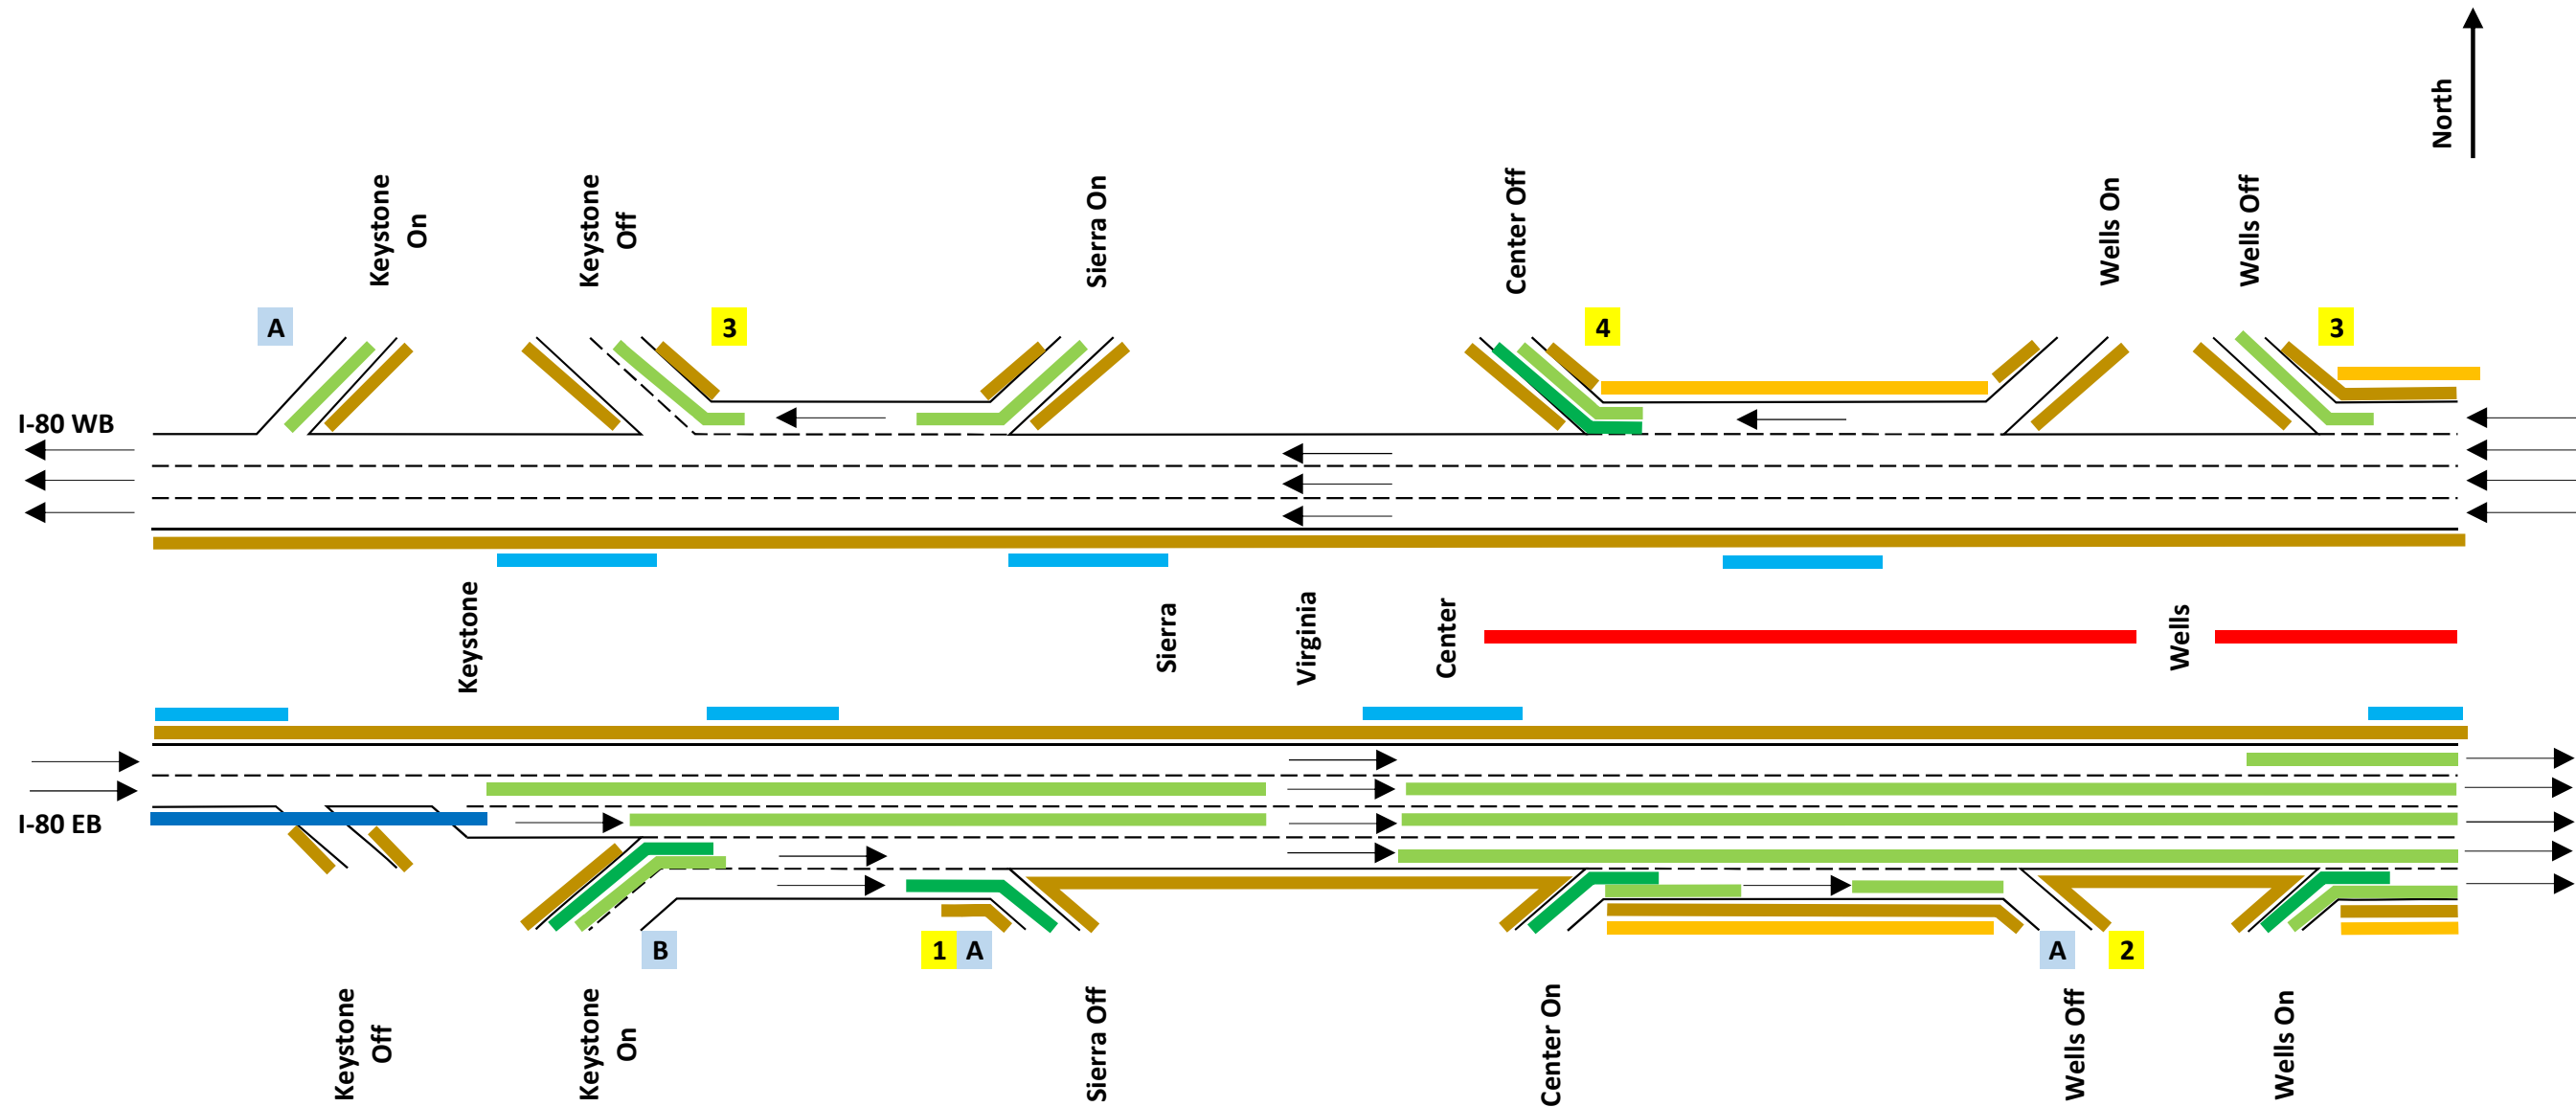 North
Keystone
On
Keystone
Off
Sierra On
Center Off
Wells On
Wells Off
A
3
4
3
I-80 WB
Keystone
Sierra
Virginia
Center
Wells
I-80 EB
B
1
A
A
2
Keystone
Off
Keystone
On
Sierra Off
Center On
Wells Off
Wells On